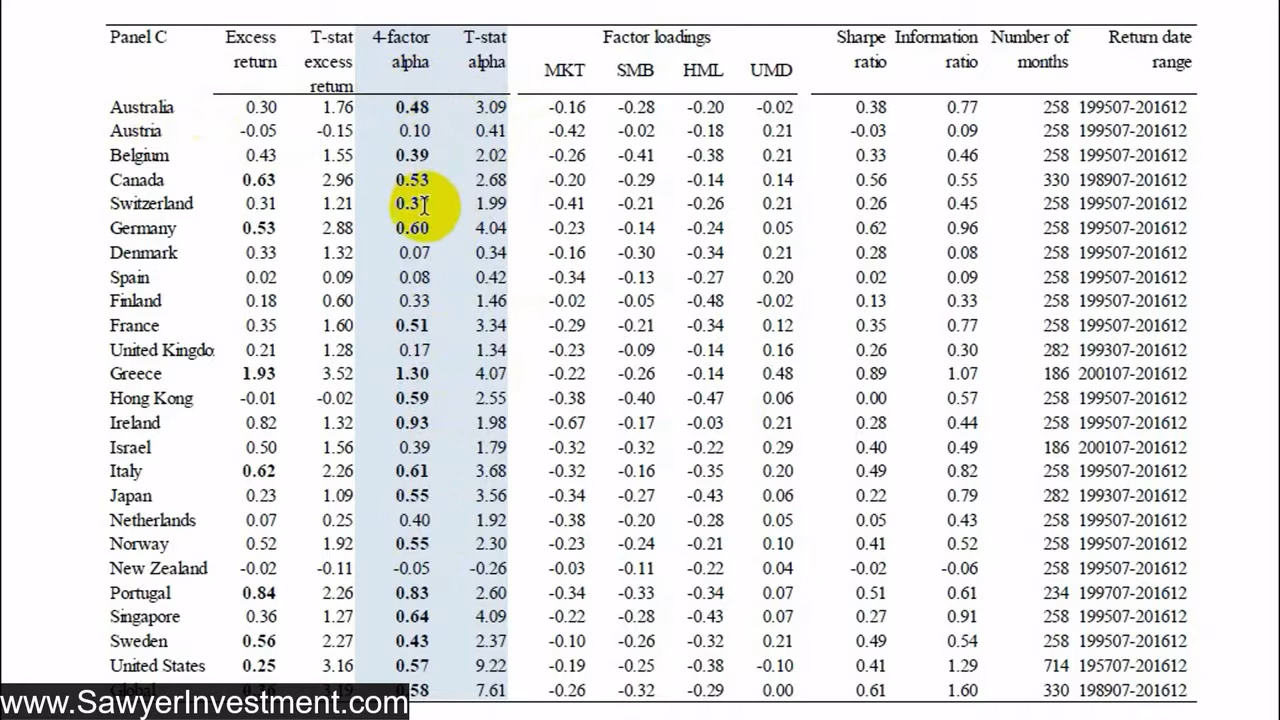 Panel C Excess T-stat 4-factor T-stat Factor loadings Sharpe Information Number of Return date
return excess alpha alpha MKT SMB HML UMD ratio ratio months range
return
Australia 0.30 1.76 0.48 3.09 -0.16 -0.28 -0.20 -0.02 0.38 0.77 258 199507-201612
Austria -0.05 -0.15 0.10 0.41 -0.42 -0.02 -0.18 0.21 -0.03 0.09 258 199507-201612
Belgium 0.43 1.55 0.39 2.02 -0.26 -0.41 -0.38 0.21 0.33 0.46 258 199507-201612
Canada 0.63 2.96 0.53 2.68 -0.20 -0.29 -0.14 0.14 0.56 0.55 330 198907-201612
Switzerland 0.31 1.21 1.99 -0.41 -0.21 -0.26 0.21 0.26 0.45 258 199507-201612
Germany 0.53 2.88 0.60 4.04 -0.23 -0.14 -0.24 0.05 0.62 0.96 258 199507-201612
Denmark 0.33 1.32 0.07 0.34 -0.16 -0.30 -0.34 0.21 0.28 0.08 258 199507-201612
Spain 0.02 0.09 0.08 0.42 -0.34 -0.13 -0.27 0.20 0.02 0.09 258 199507-201612
Finland 0.18 0.60 0.33 1.46 -0.02 -0.05 -0.48 -0.02 0.13 0.33 258 199507-201612
France 0.35 1.60 0.51 3.34 -0.29 -0.21 -0.34 0.12 0.35 0.77 258 199507-201612
United Kingdo 0.21 1.28 0.17 1.34 -0.23 -0.09 -0.14 0.16 0.26 0.30 282 199307-201612
Greece 1.93 3.52 1.30 4.07 -0.22 -0.26 -0.14 0.48 0.89 1.07 186 200107-201612
Hong Kong -0.01 -0.02 0.59 2.55 -0.38 -0.40 -0.47 0.06 0.00 0.57 258 199507-201612
Ireland 0.82 1.32 0.93 1.98 -0.67 -0.17 -0.03 0.21 0.28 0.44 258 199507-201612
Israel 0.50 1.56 0.39 1.79 -0.32 -0.32 -0.22 0.29 0.40 0.49 186 200107-201612
Italy 0.62 2.26 0.61 3.68 -0.32 -0.16 -0.35 0.20 0.49 0.82 258 199507-201612
Japan 0.23 1.09 0.55 3.56 -0.34 -0.27 -0.43 0.06 0.22 0.79 282 199307-201612
Netherlands 0.07 0.25 0.40 1.92 -0.38 -0.20 -0.28 0.05 0.05 0.43 258 199507-201612
Norway 0.52 1.92 0.55 2.30 -0.23 -0.24 -0.21 0.10 0.41 0.52 258 199507-201612
New Zealand -0.02 -0.11 -0.05 -0.26 -0.03 -0.11 -0.22 0.04 -0.02 -0.06 258 199507-201612
Portugal 0.84 2.26 0.83 2.60 -0.34 -0.33 -0.34 0.07 0.51 0.61 234 199707-201612
Singapore 0.36 1.27 0.64 4.09 -0.22 -0.28 -0.43 0.07 0.27 0.91 258 199507-201612
Sweden 0.56 2.27 0.43 2.37 -0.10 -0.26 -0.32 0.21 0.49 0.54 258 199507-201612
United States 0.25 3.16 0.57 9.22 -0.19 -0.25 -0.38 -0.10 0.41 1.29 714 195707-201612
0.58 7.61 -0.26 -0.32 -0.29 0.00 0.61 1.60 330 198907-201612
www.SawyerInvestment.com